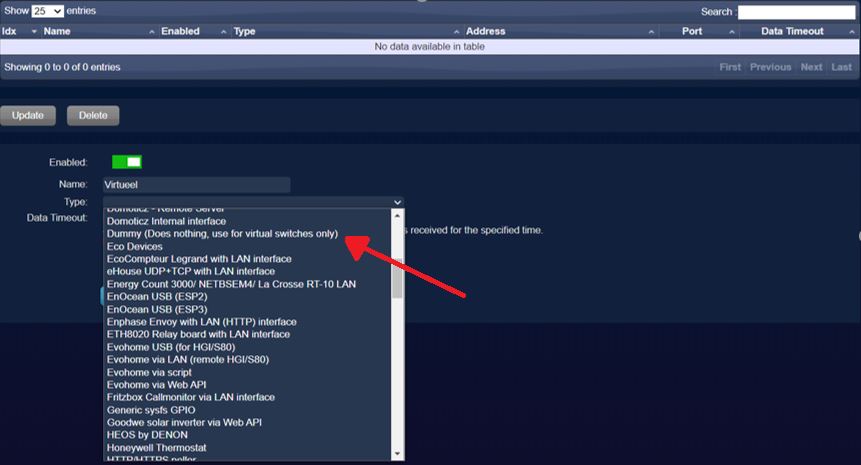 Show 25 entries
Search :
Idx Name Enabled Type Address Port Data Timeout
No data available in table
Showing 0 to 0 of 0 entries
First Previous Next Last
Update Delete
Enabled:
Name: Virtueel
Type:
Data Timeout:
Domoticz - Remote Server
Domoticz Internal interface
Dummy (Does nothing, use for virtual switches only)
s received for the specified time.
Eco Devices
EcoCompteur Legrand with LAN interface
eHouse UDP+TCP with LAN interface
Energy Count 3000/ NETBSEM4/ La Crosse RT-10 LAN
EnOcean USB (ESP2)
EnOcean USB (ESP3)
Enphase Envoy with LAN (HTTP) interface
ETH8020 Relay board with LAN interface
Evohome USB (for HGI/S80)
Evohome via LAN (remote HGI/S80)
Evohome via script
Evohome via Web API
Fritzbox Callmonitor via LAN interface
Generic sysfs GPIO
Goodwe solar inverter via Web API
HEOS by DENON
Honeywell Thermostat
HTTP/HTTPS poller